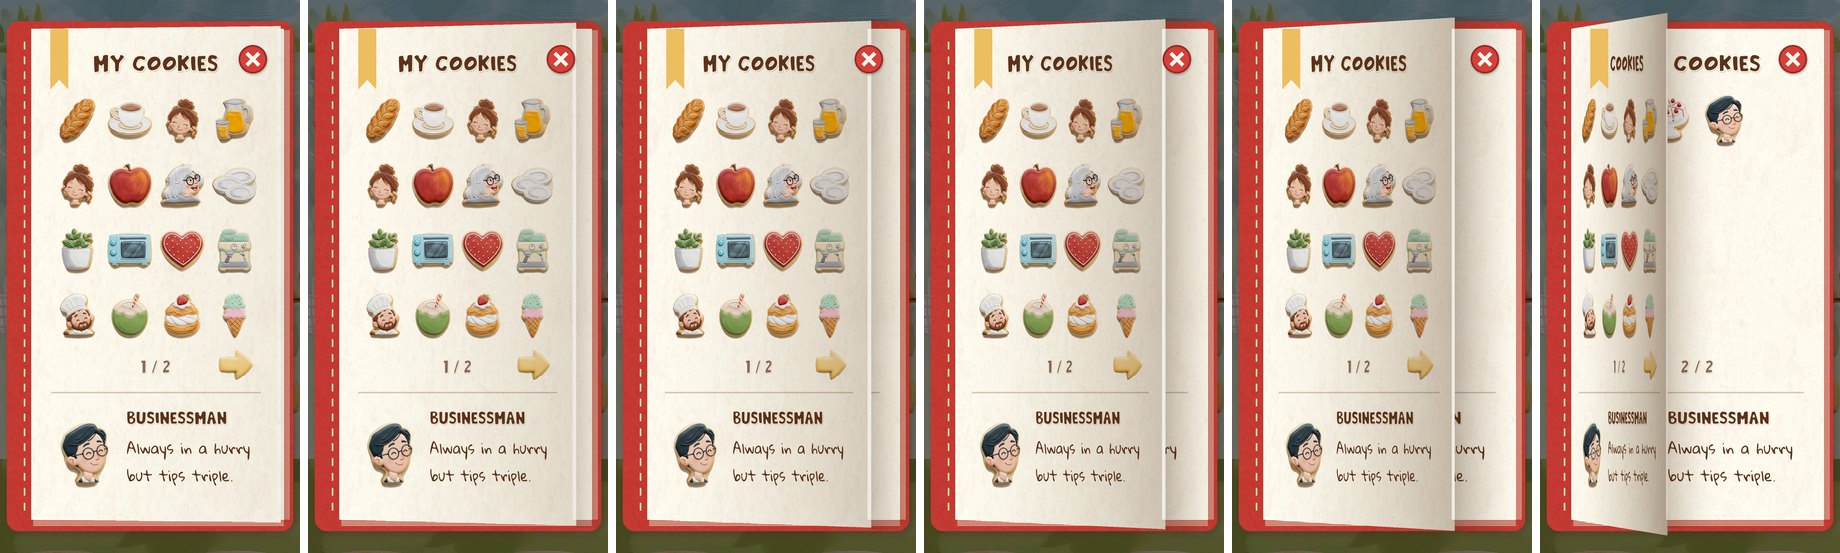 MY COOKIES
1/2
BUSINESSMAN
Always in a hurry
but tips triple.
MY COOKIES
1/2
BUSINESSMAN
Always in a hurry
but tips triple.
MY COOKIES
1/2
BUSINESSMAN
Always in a hurry
but tips triple.
MY COOKIES
1/2
BUSINESSMAN
Always in a hurry
ry
but tips triple.
MY COOKIES
1/2
BUSINESSMAN
N
Always in a hurry
urry
but tips triple.
e.
COOKIES
COOKIES
1/2
2/2
BUSINESSMAN
BUSINESSMAN
Always in a hurry
Always in a hurry
but tips triple.
but tips triple.